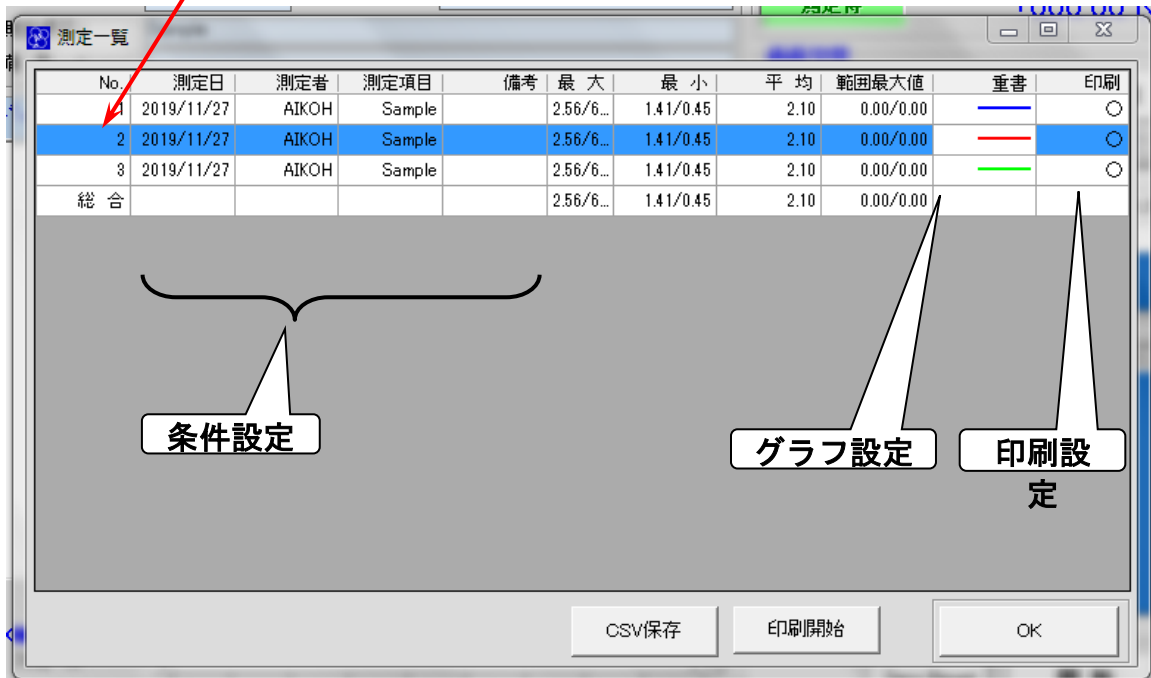 測定待
測定一覧
No. 測定日 測定者 測定項目 備考 最 大 最 小 平 均 範囲最大値 重書 印刷
1 2019/11/27 AIKOH Sample 2.56/6... 1.41/0.45 2.10 0.00/0.00 ○
2 2019/11/27 AIKOH Sample 2.56/6... 1.41/0.45 2.10 0.00/0.00 ○
3 2019/11/27 AIKOH Sample 2.56/6... 1.41/0.45 2.10 0.00/0.00 ○
総 合 2.56/6... 1.41/0.45 2.10 0.00/0.00
条件設定
グラフ設定
印刷設
定
CSV保存 印刷開始 OK